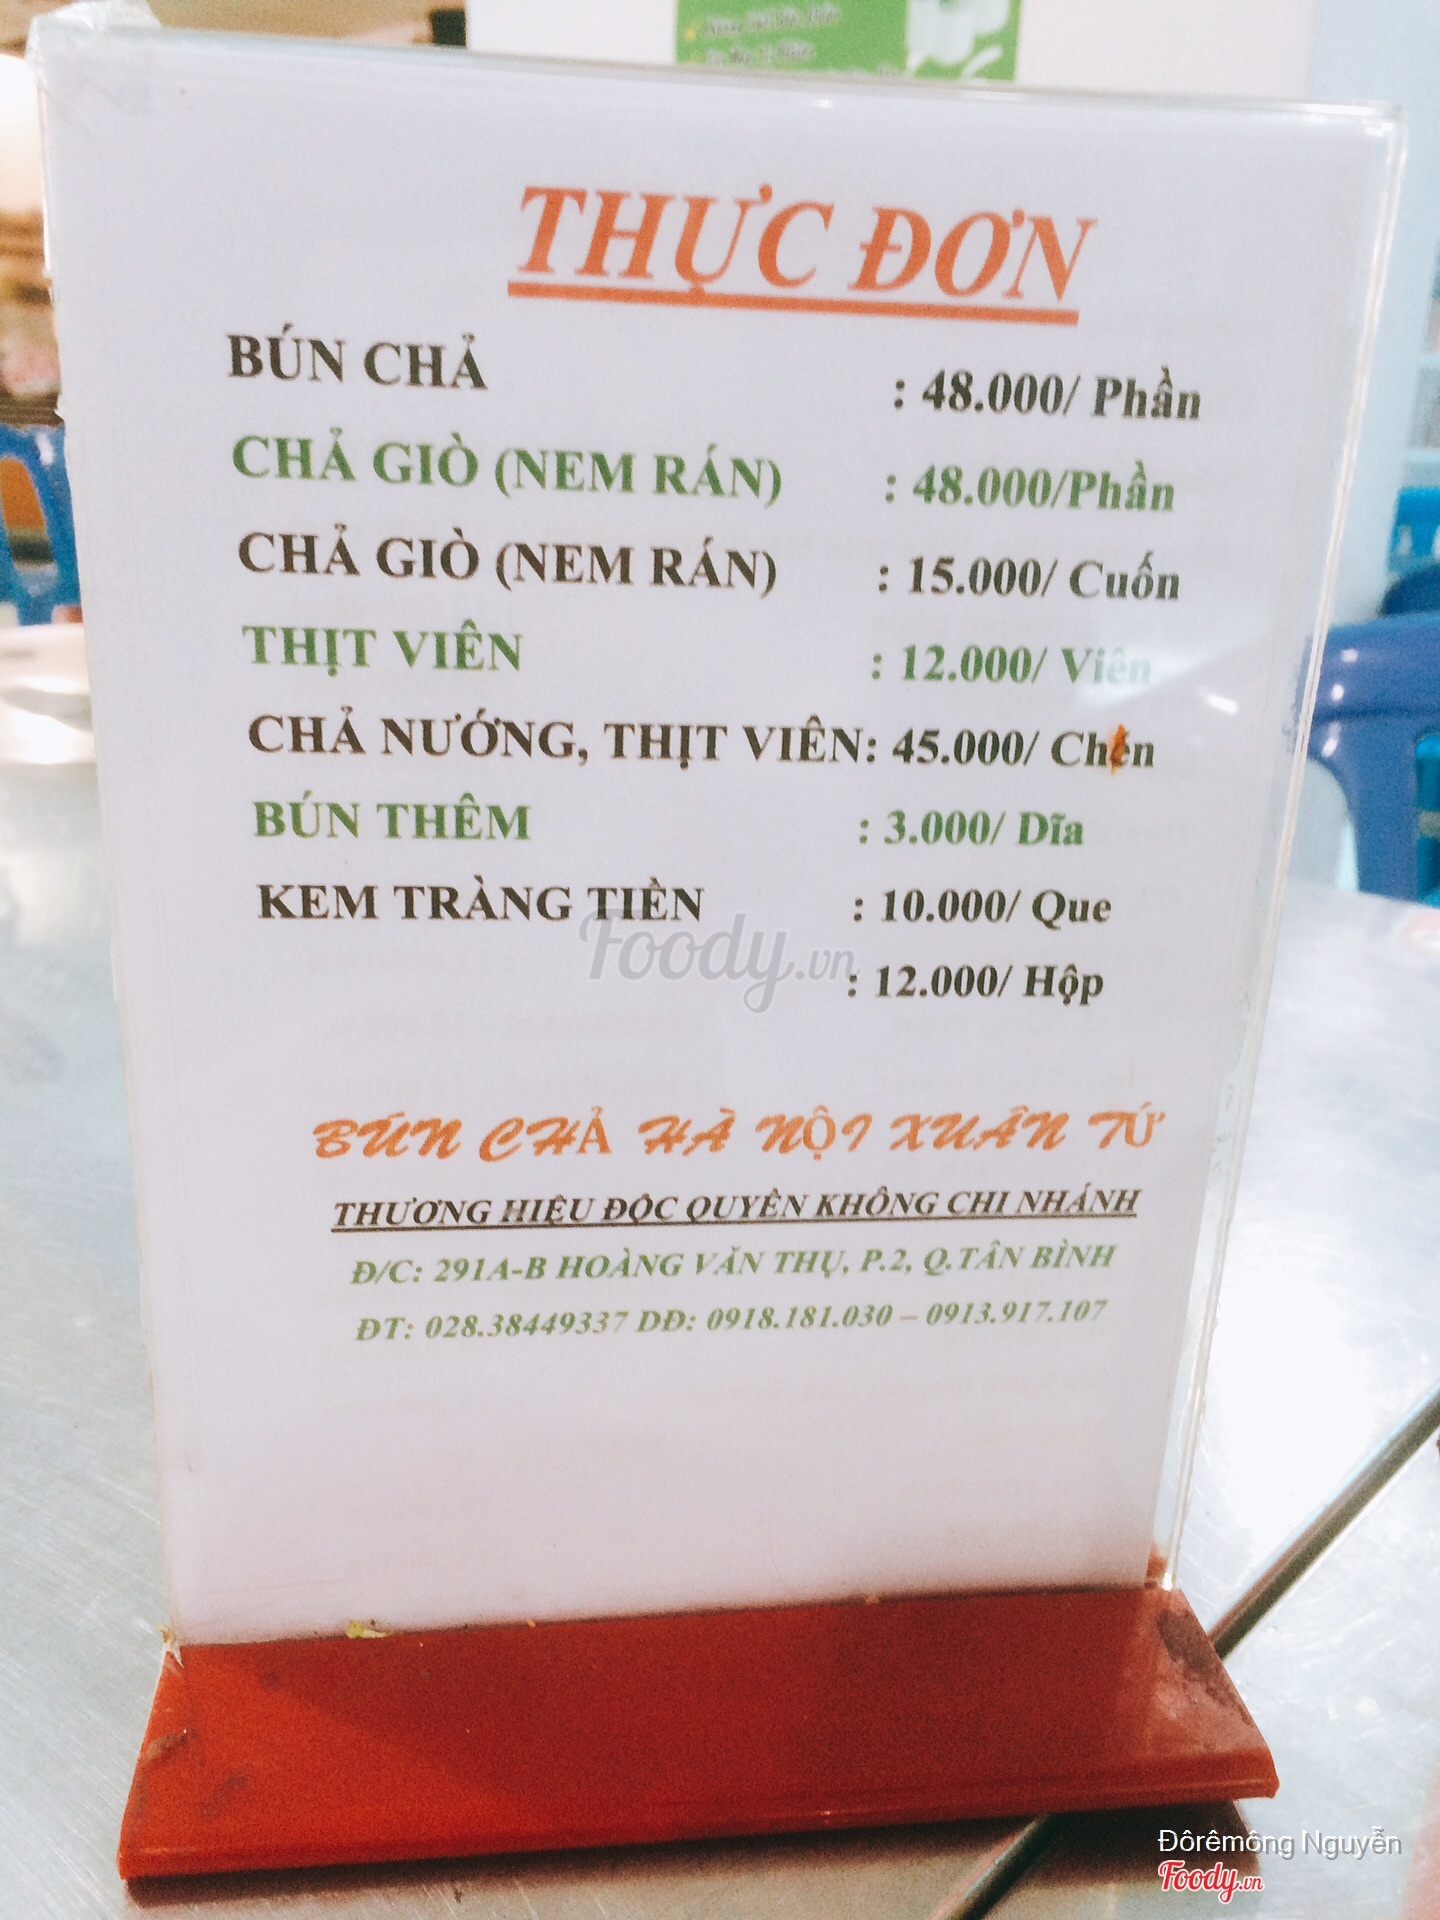 THỰC ĐƠN
BÚN CHẢ : 48.000/ Phần
CHẢ GIÒ (NEM RÁN) : 48.000/Phần
CHẢ GIÒ (NEM RÁN) : 15.000/ Cuốn
THỊT VIÊN : 12.000/ Viên
CHẢ NƯỚNG, THỊT VIÊN: 45.000/ Chén
BÚN THÊM : 3.000/ Dĩa
KEM TRÀNG TIỀN : 10.000/ Que
: 12.000/ Hộp
Foody.vn
BÚN CHẢ HÀ NỘI XUÂN TỨ
THƯƠNG HIỆU ĐỘC QUYỀN KHÔNG CHI NHÁNH
Đ/C: 291A-B HOÀNG VĂN THỤ, P.2, Q.TÂN BÌNH
ĐT: 028.38449337 DĐ: 0918.181.030 – 0913.917.107
Đôrêmông Nguyễn
Foody.vn